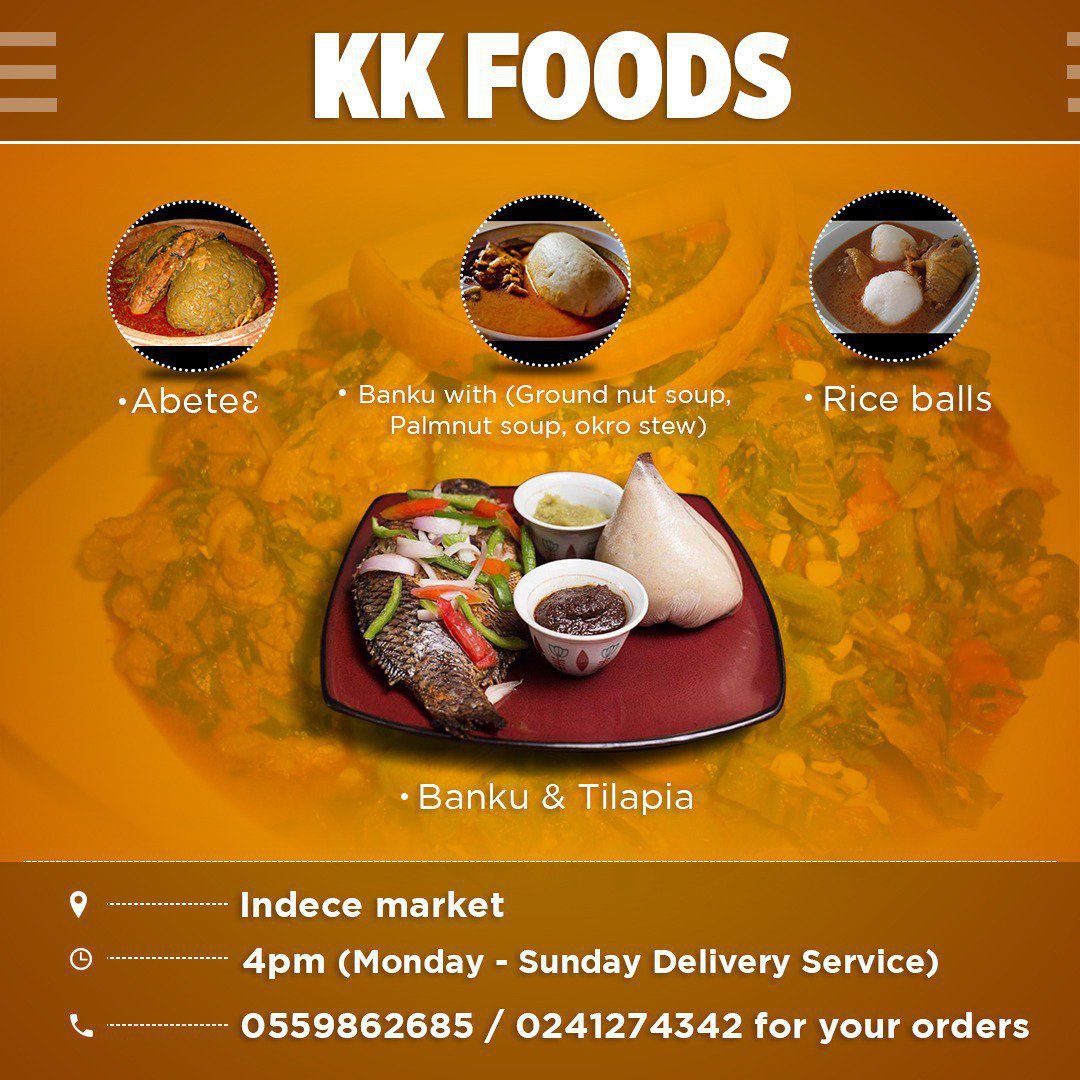 KK FOODS
• Abeteɛ
• Banku with (Ground nut soup,
Palmnut soup, okro stew)
• Rice balls
• Banku & Tilapia
Indece market
4pm (Monday - Sunday Delivery Service)
0559862685 / 0241274342 for your orders